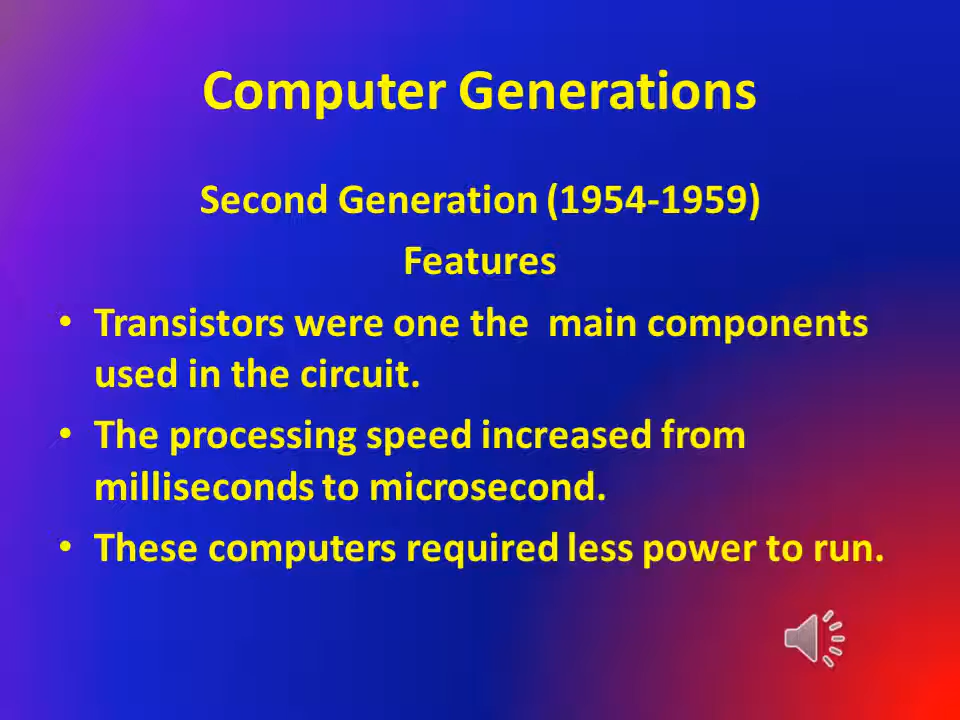 Computer Generations
Second Generation (1954-1959)
Features
• Transistors were one the  main components
used in the circuit.
• The processing speed increased from
milliseconds to microsecond.
• These computers required less power to run.